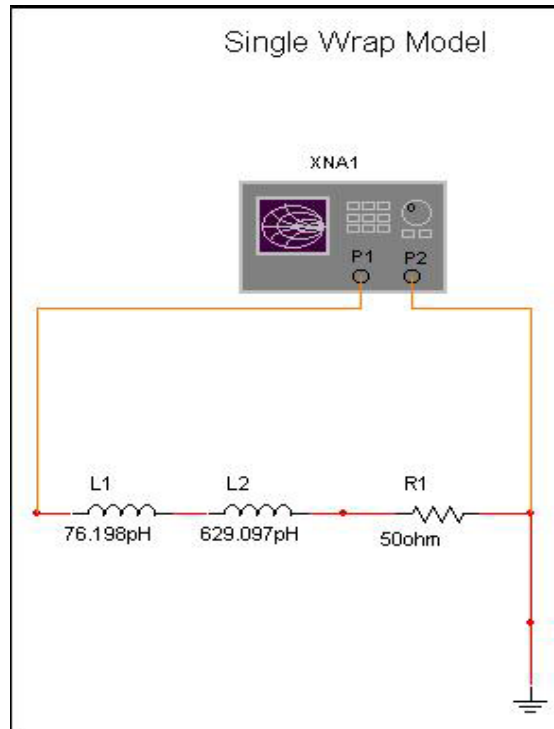 Single Wrap Model
XNA1
P1 P2
L1 L2 R1
76.198pH 629.097pH 50ohm